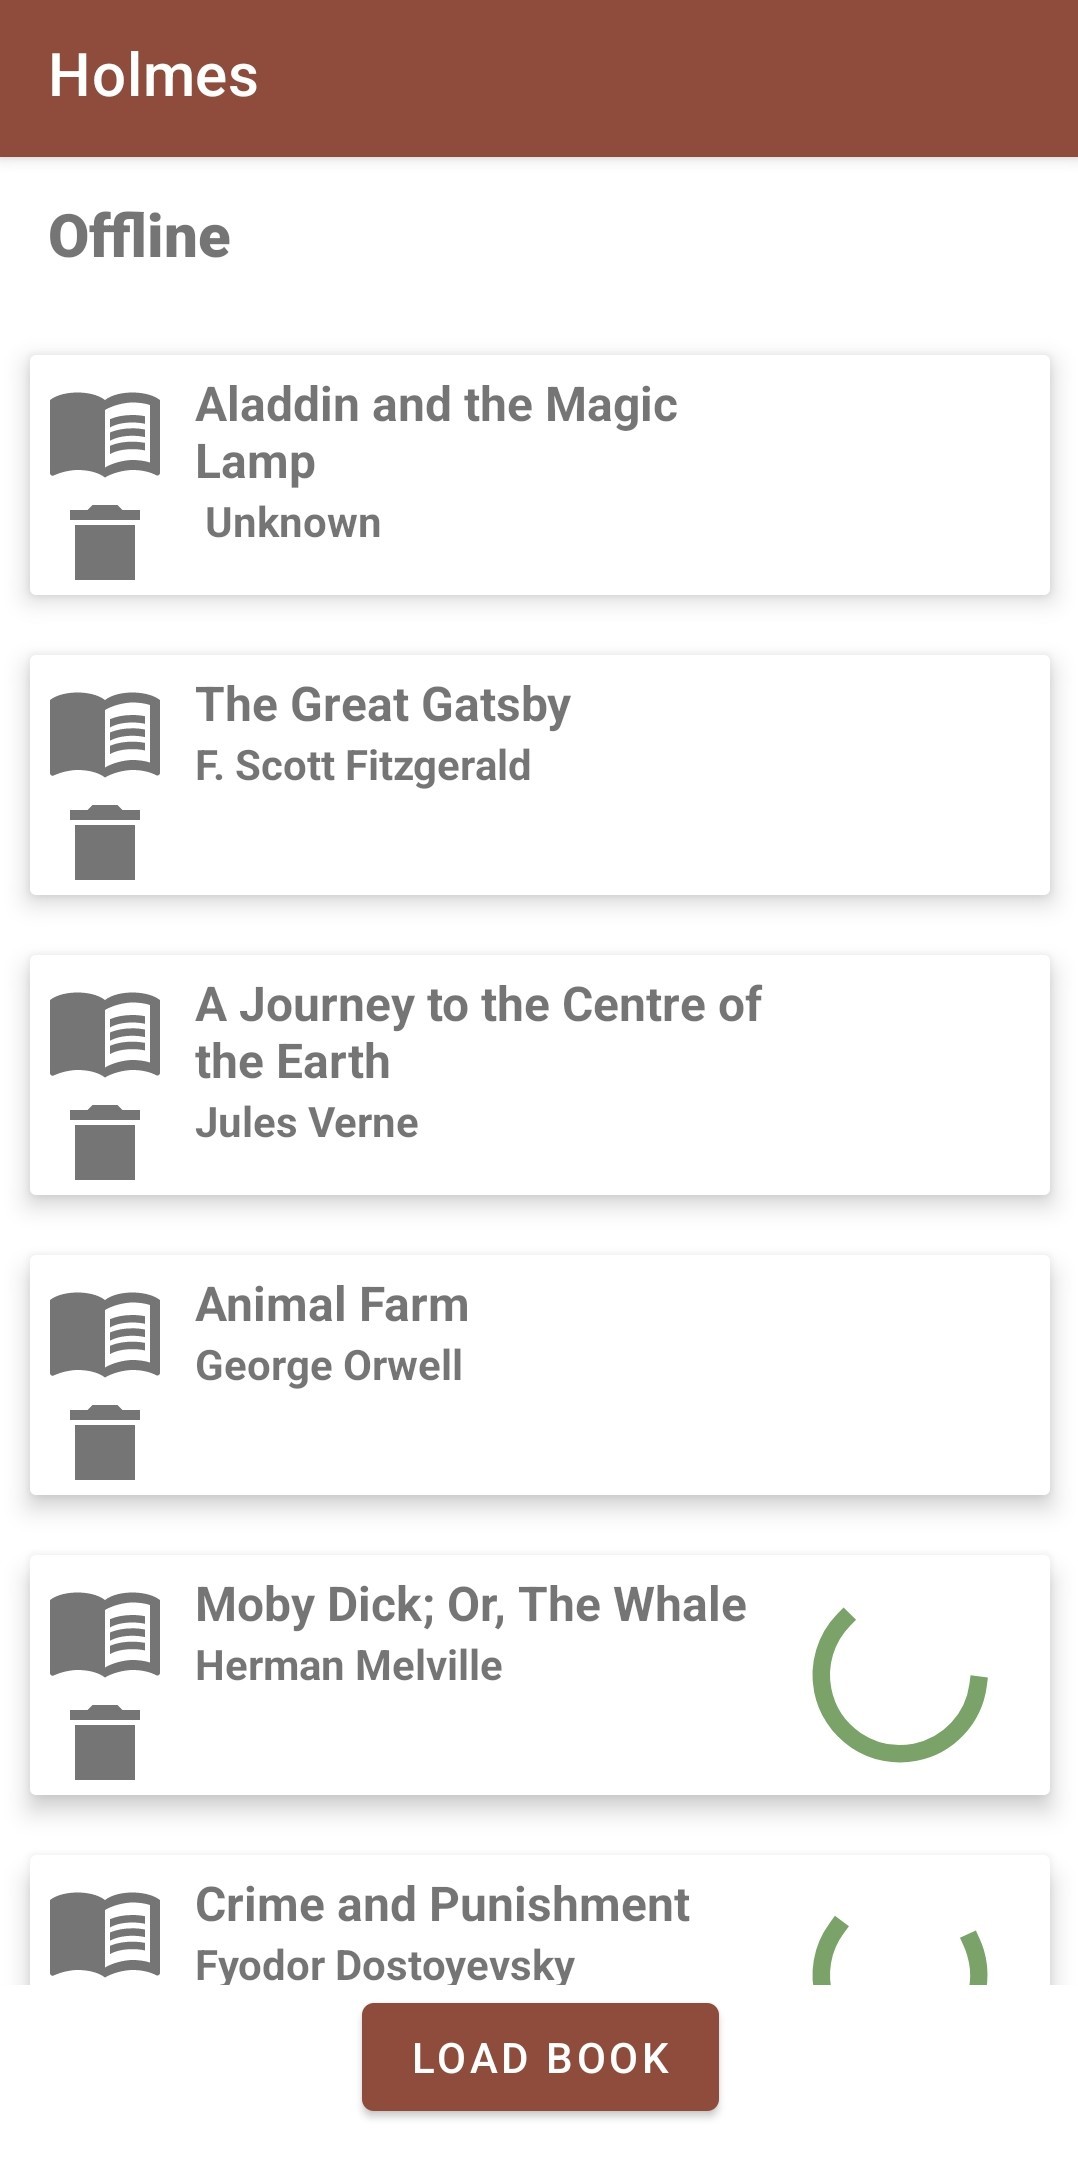 Holmes
Offline
Aladdin and the Magic
Lamp
Unknown
The Great Gatsby
F. Scott Fitzgerald
A Journey to the Centre of
the Earth
Jules Verne
Animal Farm
George Orwell
Moby Dick; Or, The Whale
Herman Melville
Crime and Punishment
Fyodor Dostoyevsky
LOAD BOOK